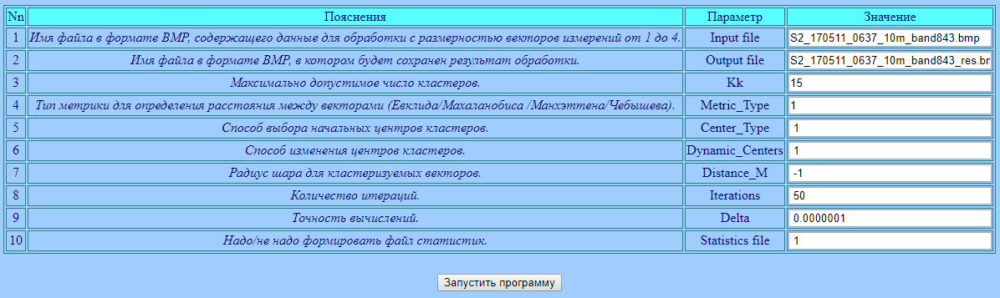 Nn Пояснения Параметр Значение
1 Имя файла в формате BMP, содержащего данные для обработки с размерностью векторов измерений от 1 до 4. Input file S2_170511_0637_10m_band843.bmp
2 Имя файла в формате BMP, в котором будет сохранен результат обработки. Output file S2_170511_0637_10m_band843_res.br
3 Максимально допустимое число кластеров. Kk 15
4 Тип метрики для определения расстояния между векторами (Евклида/Махаланобиса /Манхэттена/Чебышева). Metric_Type 1
5 Способ выбора начальных центров кластеров. Center_Type 1
6 Способ изменения центров кластеров. Dynamic_Centers 1
7 Радиус шара для кластеризуемых векторов. Distance_M -1
8 Количество итераций. Iterations 50
9 Точность вычислений. Delta 0.0000001
10 Надо/не надо формировать файл статистик. Statistics file 1
Запустить программу